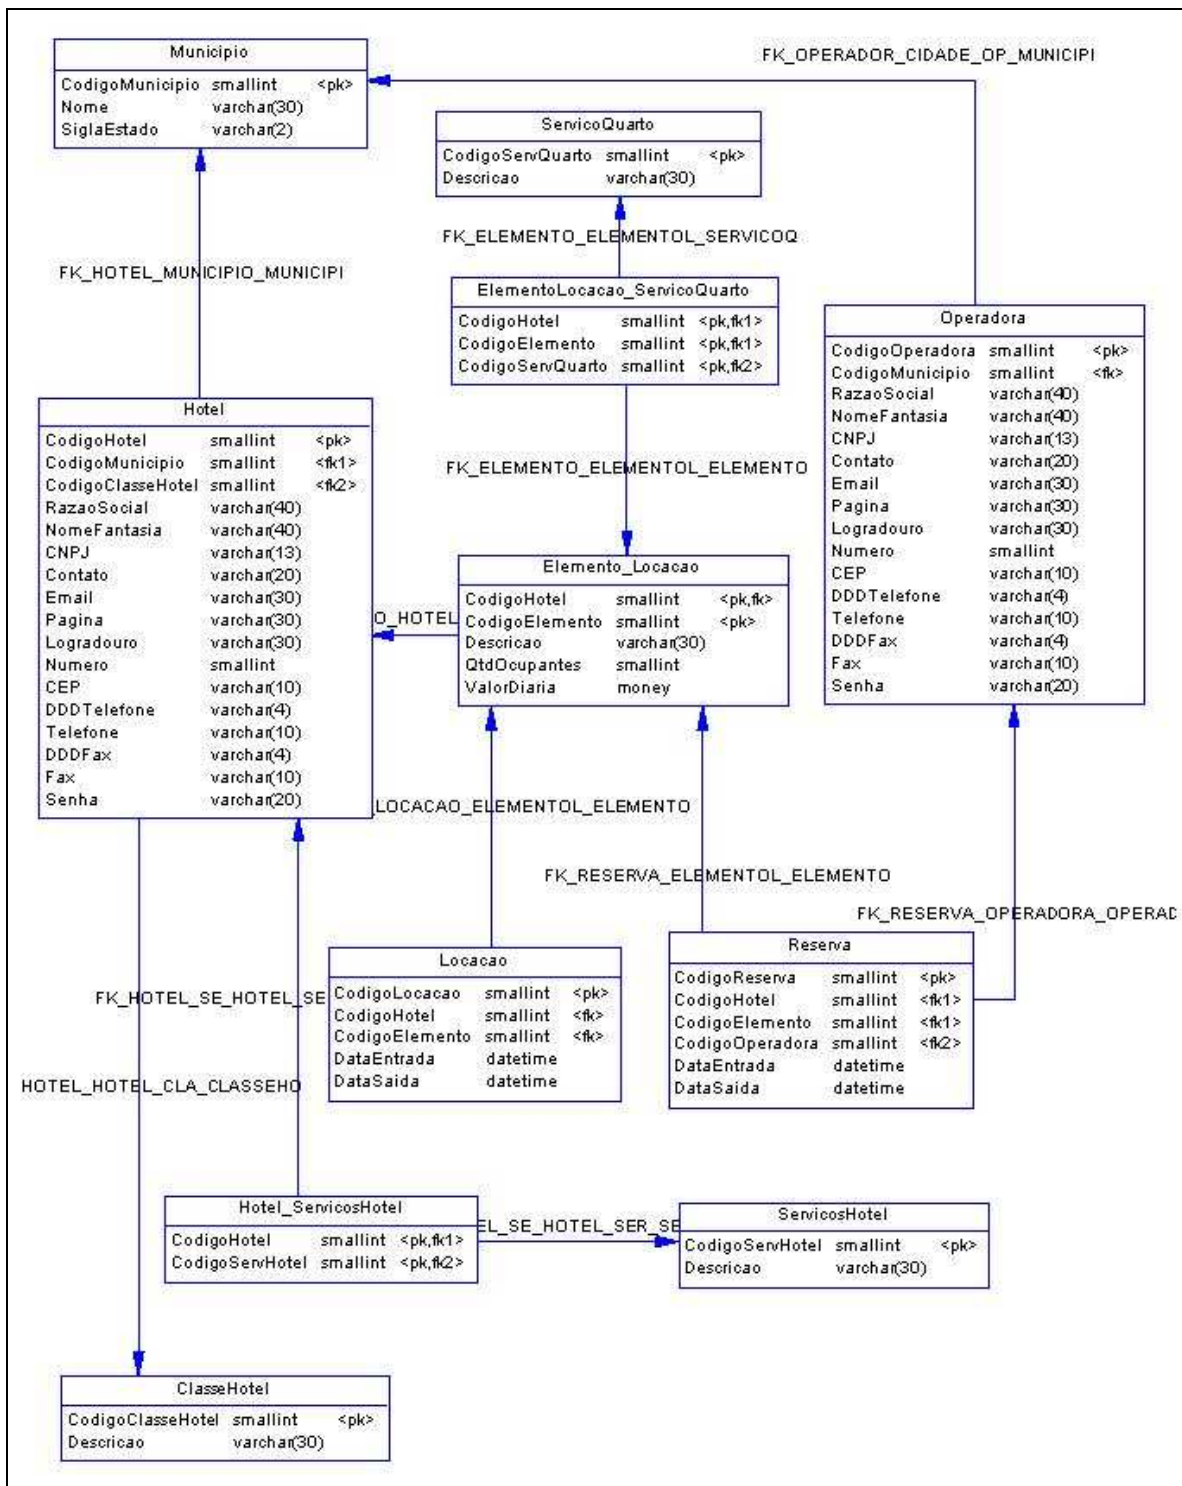 Municipio
CodigoMunicipio smallint <pk>
Nome varchar(30)
SiglaEstado varchar(2)
FK_OPERADOR_CIDADE_OP_MUNICIPI
ServicoQuarto
CodigoServQuarto smallint <pk>
Descricao varchar(30)
FK_ELEMENTO_ELEMENTOL_SERVICOQ
FK_HOTEL_MUNICIPIO_MUNICIPI
ElementoLocacao_ServicoQuarto
CodigoHotel smallint <pk,fk1>
CodigoElemento smallint <pk,fk1>
CodigoServQuarto smallint <pk,fk2>
Operadora
CodigoOperadora smallint <pk>
CodigoMunicipio smallint <fk>
RazaoSocial varchar(40)
NomeFantasia varchar(40)
CNPJ varchar(13)
Contato varchar(20)
Email varchar(30)
Pagina varchar(30)
Logradouro varchar(30)
Numero smallint
CEP varchar(10)
DDDTelefone varchar(4)
Telefone varchar(10)
DDDFax varchar(4)
Fax varchar(10)
Senha varchar(20)
Hotel
CodigoHotel smallint <pk>
CodigoMunicipio smallint <fk1>
CodigoClasseHotel smallint <fk2>
RazaoSocial varchar(40)
NomeFantasia varchar(40)
CNPJ varchar(13)
Contato varchar(20)
Email varchar(30)
Pagina varchar(30)
Logradouro varchar(30)
Numero smallint
CEP varchar(10)
DDDTelefone varchar(4)
Telefone varchar(10)
DDDFax varchar(4)
Fax varchar(10)
Senha varchar(20)
FK_ELEMENTO_ELEMENTOL_ELEMENTO
Elemento_Locacao
CodigoHotel smallint <pk,fk>
CodigoElemento smallint <pk>
Descricao varchar(30)
QtdOcupantes smallint
ValorDiaria money
O_HOTEL
LOCACAO_ELEMENTOL_ELEMENTO
FK_RESERVA_ELEMENTOL_ELEMENTO
FK_RESERVA_OPERADORA_OPERAD
Locacao
CodigoLocacao smallint <pk>
CodigoHotel smallint <fk>
CodigoElemento smallint <fk>
DataEntrada datetime
DataSaida datetime
Reserva
CodigoReserva smallint <pk>
CodigoHotel smallint <fk1>
CodigoElemento smallint <fk1>
CodigoOperadora smallint <fk2>
DataEntrada datetime
DataSaida datetime
FK_HOTEL_SE_HOTEL_SE
HOTEL_HOTEL_CLA_CLASSEHO
Hotel_ServicosHotel
CodigoHotel smallint <pk,fk1>
CodigoServHotel smallint <pk,fk2>
EL_SE_HOTEL_SER_SE
ServicosHotel
CodigoServHotel smallint <pk>
Descricao varchar(30)
ClasseHotel
CodigoClasseHotel smallint <pk>
Descricao varchar(30)